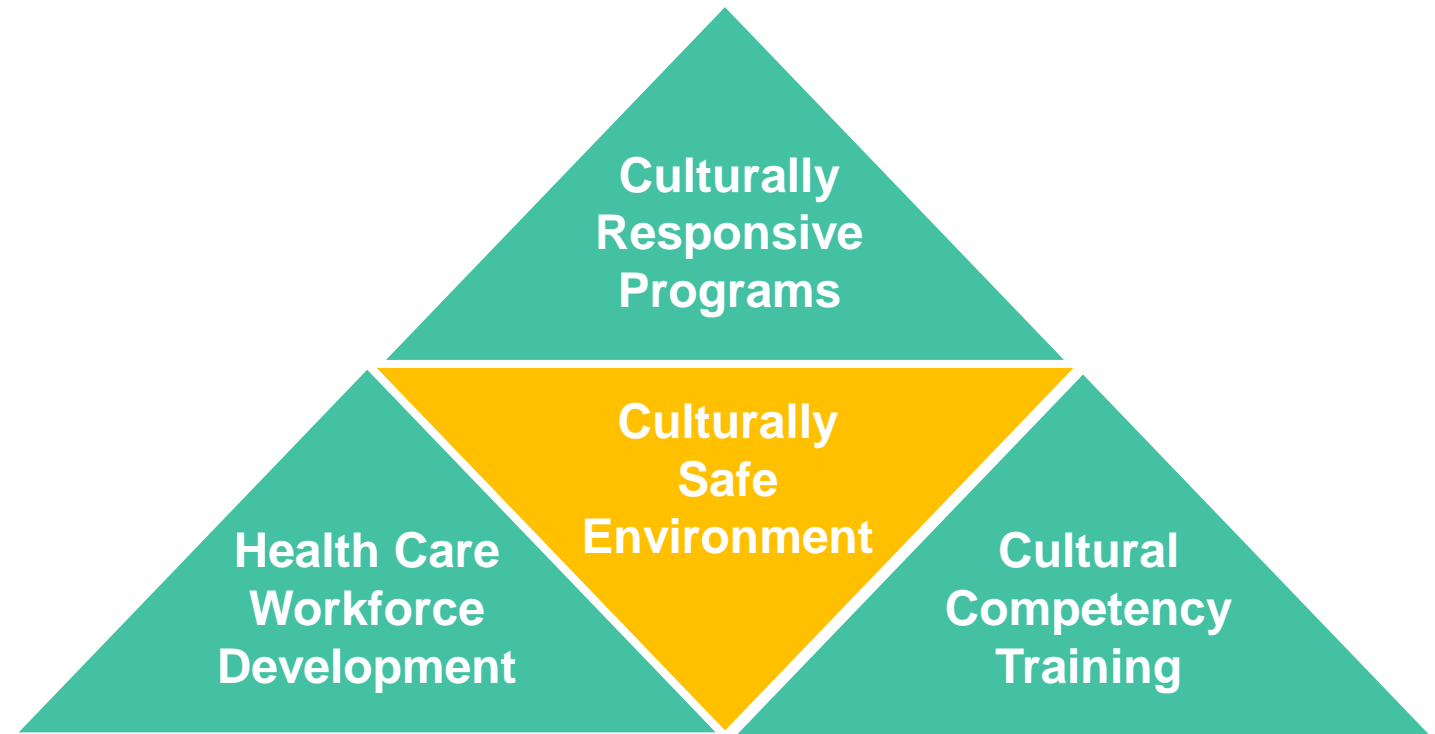 Culturally
Responsive
Programs
Culturally
Safe
Environment
Health Care
Workforce
Development
Cultural
Competency
Training